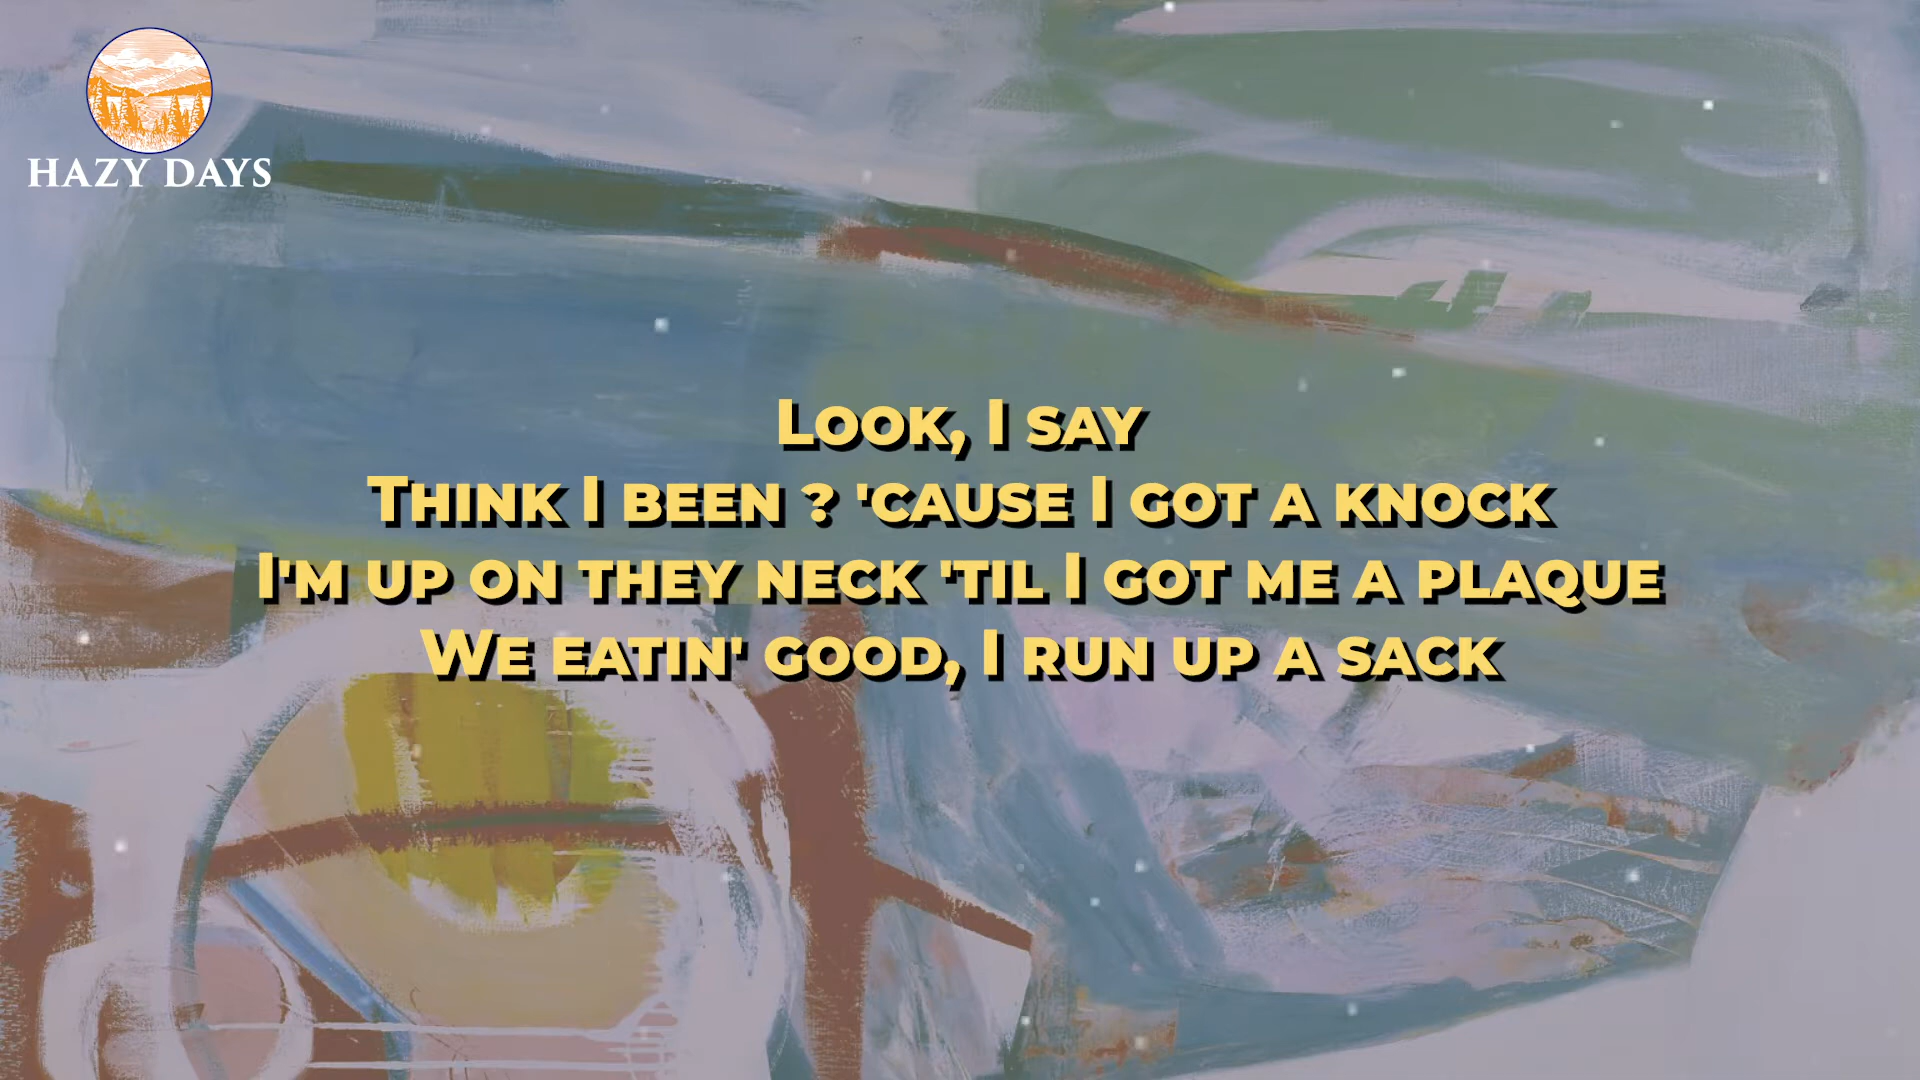 HAZY DAYS
Look, I say
Think I been ? 'cause I got a knock
I'm up on they neck 'til I got me a plaque
We eatin' good, I run up a sack